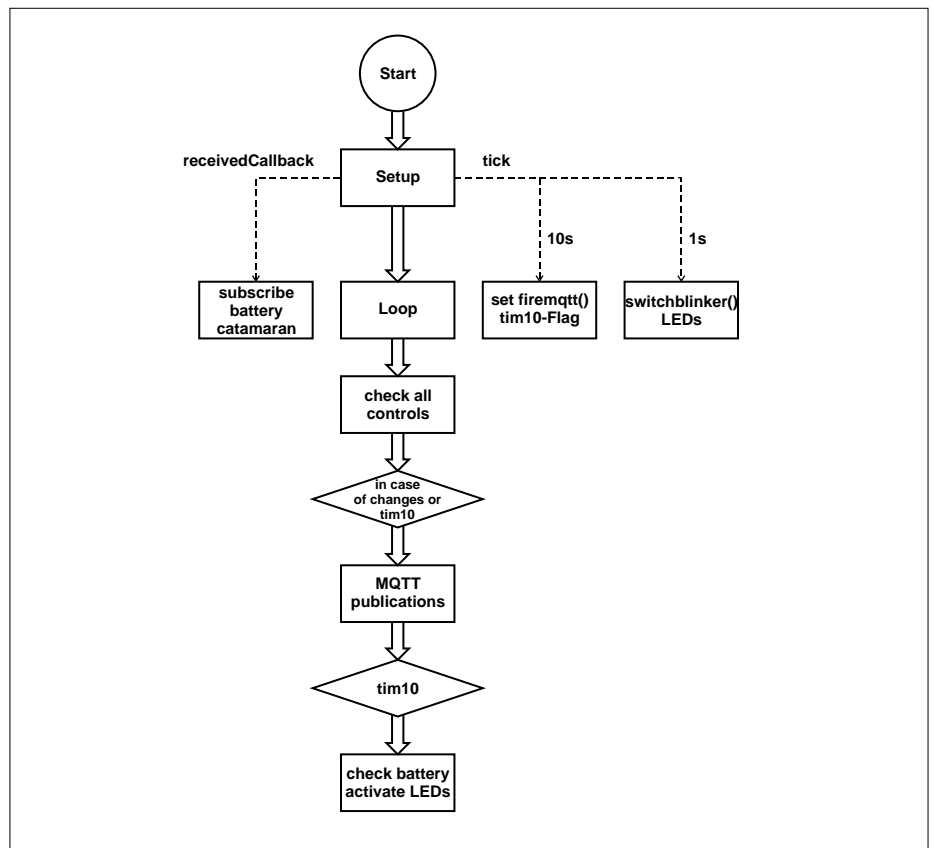 Start
receivedCallback
Setup
tick
10s
1s
subscribe
battery
catamaran
Loop
set firemqtt()
tim10-Flag
switchblinker()
LEDs
check all
controls
in case
of changes or
tim10
MQTT
publications
tim10
check battery
activate LEDs